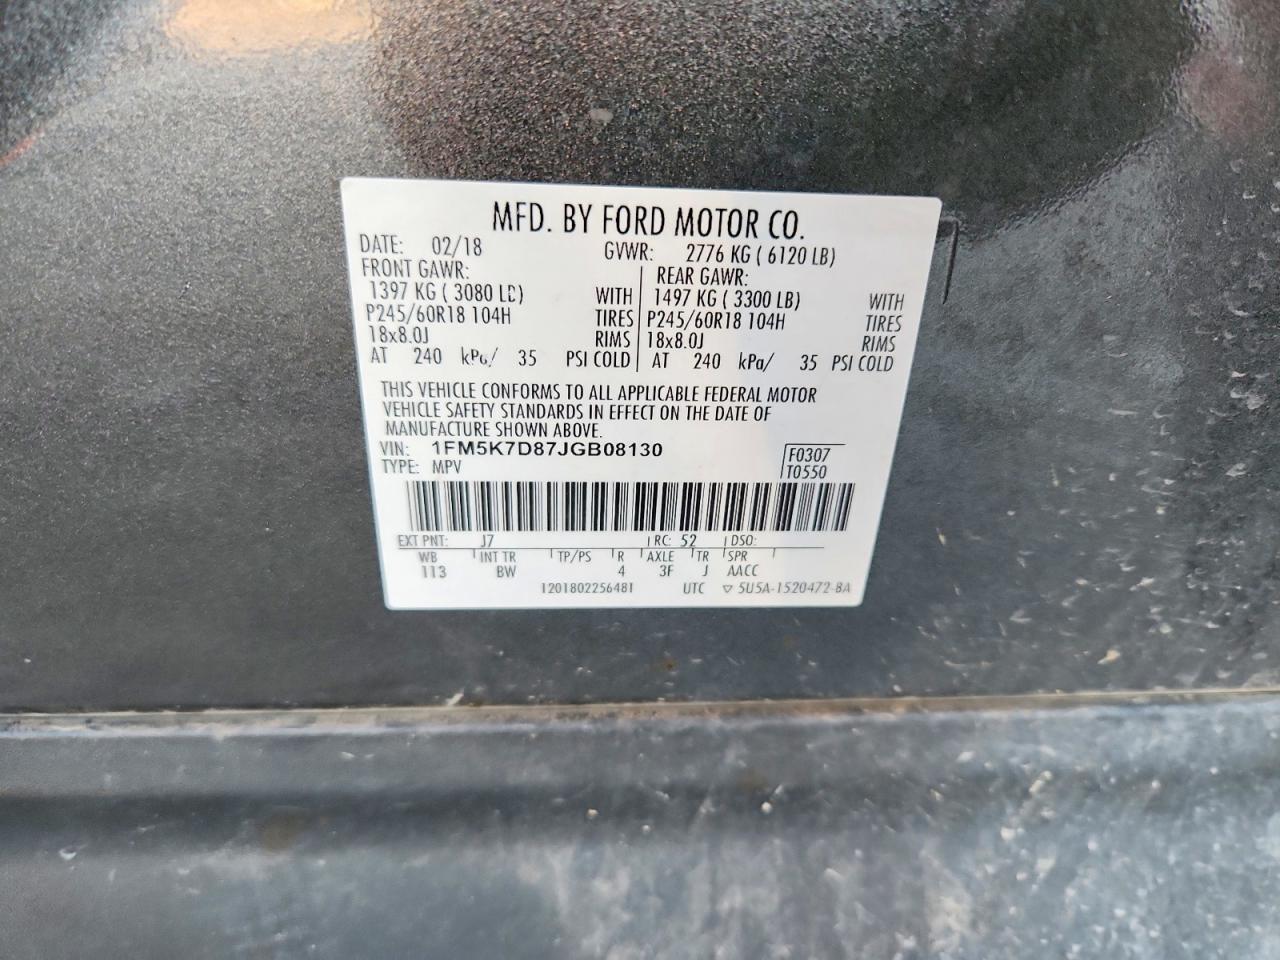 MFD. BY FORD MOTOR CO.
DATE: 02/18 GVWR: 2776 KG ( 6120 LB)
FRONT GAWR: REAR GAWR:
1397 KG ( 3080 LB) WITH 1497 KG ( 3300 LB) WITH
P245/60R18 104H TIRES P245/60R18 104H TIRES
18x8.0J RIMS 18x8.0J RIMS
AT 240 kPa/ 35 PSI COLD AT 240 kPa/ 35 PSI COLD
THIS VEHICLE CONFORMS TO ALL APPLICABLE FEDERAL MOTOR
VEHICLE SAFETY STANDARDS IN EFFECT ON THE DATE OF
MANUFACTURE SHOWN ABOVE.
VIN: 1FM5K7D87JGB08130 F0307
TYPE: MPV T0550
EXT PNT: J7 RC: 52 DSO:
WB INT TR TP/PS R AXLE TR SPR
113 BW 4 3F J AACC
1201802256481 UTC ▽ 5U5A-1520472-BA